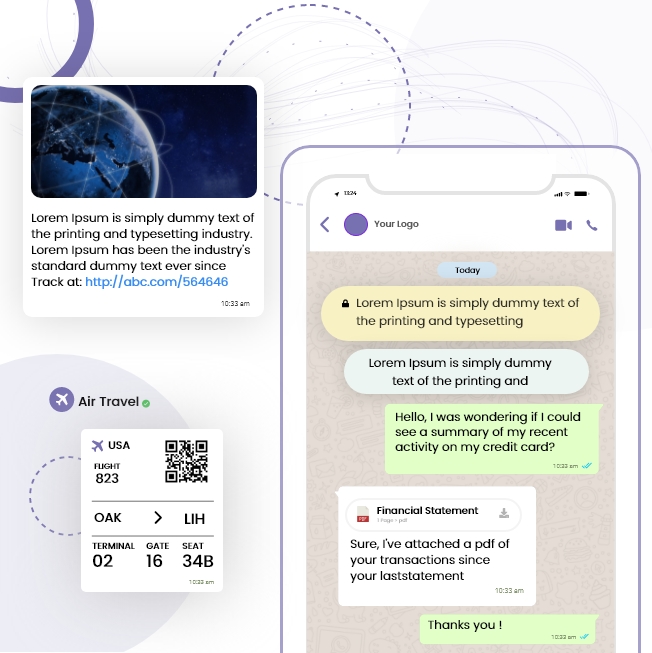 Lorem Ipsum is simply dummy text of
the printing and typesetting industry.
Lorem Ipsum has been the industry's
standard dummy text ever since
Track at: http://abc.com/564646
10:33 am
Air Travel
USA
FLIGHT
823
OAK > LIH
TERMINAL GATE SEAT
02 16 34B
10:33 am
13:24
Your Logo
Today
Lorem Ipsum is simply dummy text of
the printing and typesetting
Lorem Ipsum is simply dummy
text of the printing and
Hello, I was wondering if I could
see a summary of my recent
activity on my credit card?
10:33 am
PDF
Financial Statement
1 Page > pdf
Sure, I've attached a pdf of
your transactions since
your laststatement
10:33 am
Thanks you !
10:33 am